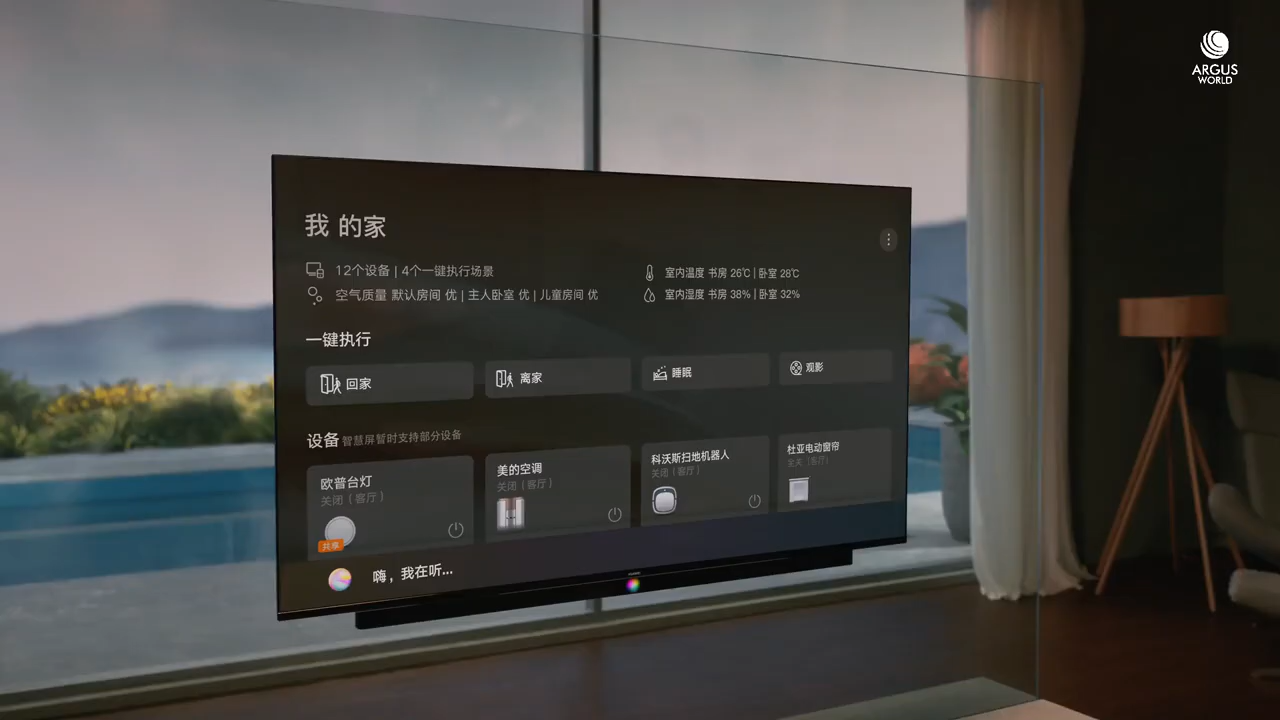 ARGUS
WORLD
我 的家
12个设备 | 4个一键执行场景
室内温度 书房 26℃ | 卧室 28℃
空气质量 默认房间 优 | 主人卧室 优 | 儿童房间 优
室内湿度 书房 38% | 卧室 32%
一键执行
回家
离家
睡眠
观影
设备 智慧屏暂时支持部分设备
欧普台灯
关闭（客厅）
共享
美的空调
关闭（客厅）
科沃斯扫地机器人
关闭（客厅）
杜亚电动窗帘
全关（客厅）
嗨，我在听...